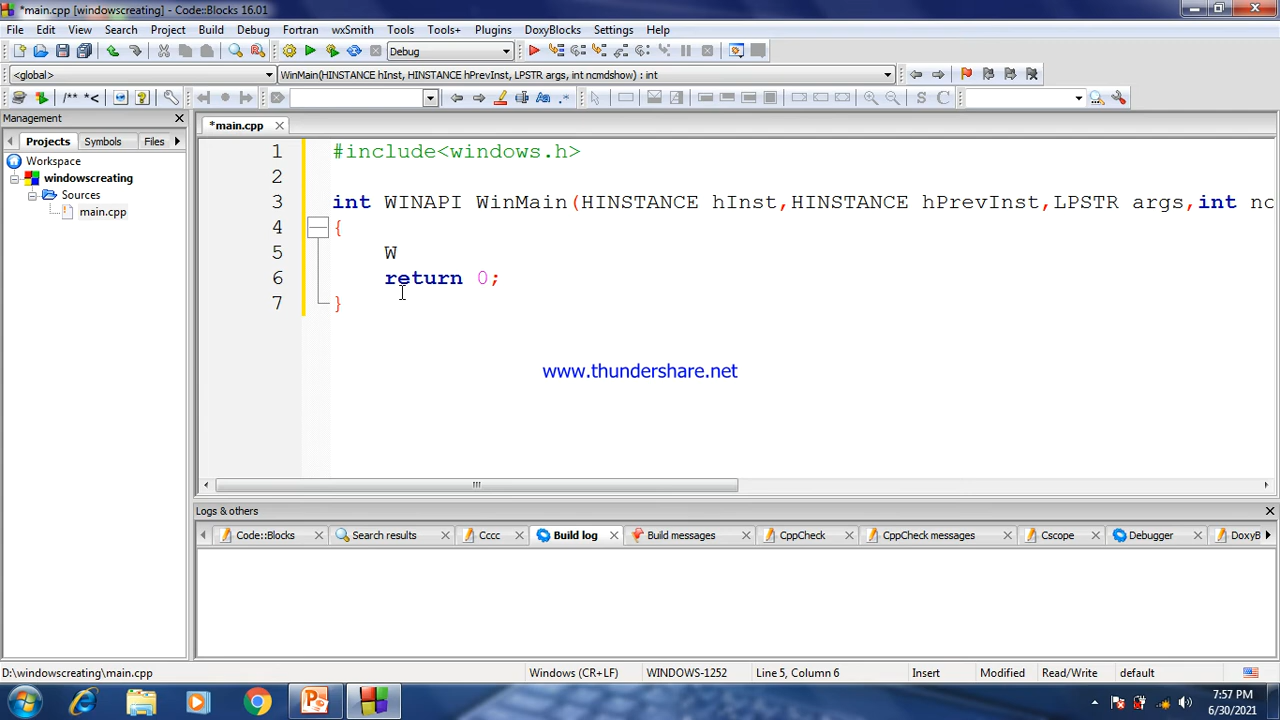 *main.cpp [windowscreating] - Code::Blocks 16.01
File Edit View Search Project Build Debug Fortran wxSmith Tools Tools+ Plugins DoxyBlocks Settings Help
Debug
<global>
WinMain(HINSTANCE hInst, HINSTANCE hPrevInst, LPSTR args, int ncmdshow) : int
/** *<
S C
Management
*main.cpp
Projects Symbols Files
Workspace
windowscreating
Sources
main.cpp
1 #include<windows.h>
2
3 int WINAPI WinMain(HINSTANCE hInst,HINSTANCE hPrevInst,LPSTR args,int nc
4 {
5 W
6 return 0;
7 }
www.thundershare.net
Logs & others
Code::Blocks Search results Cccc Build log Build messages CppCheck CppCheck messages Cscope Debugger DoxyB
D:\windowscreating\main.cpp Windows (CR+LF) WINDOWS-1252 Line 5, Column 6 Insert Modified Read/Write default
7:57 PM
6/30/2021